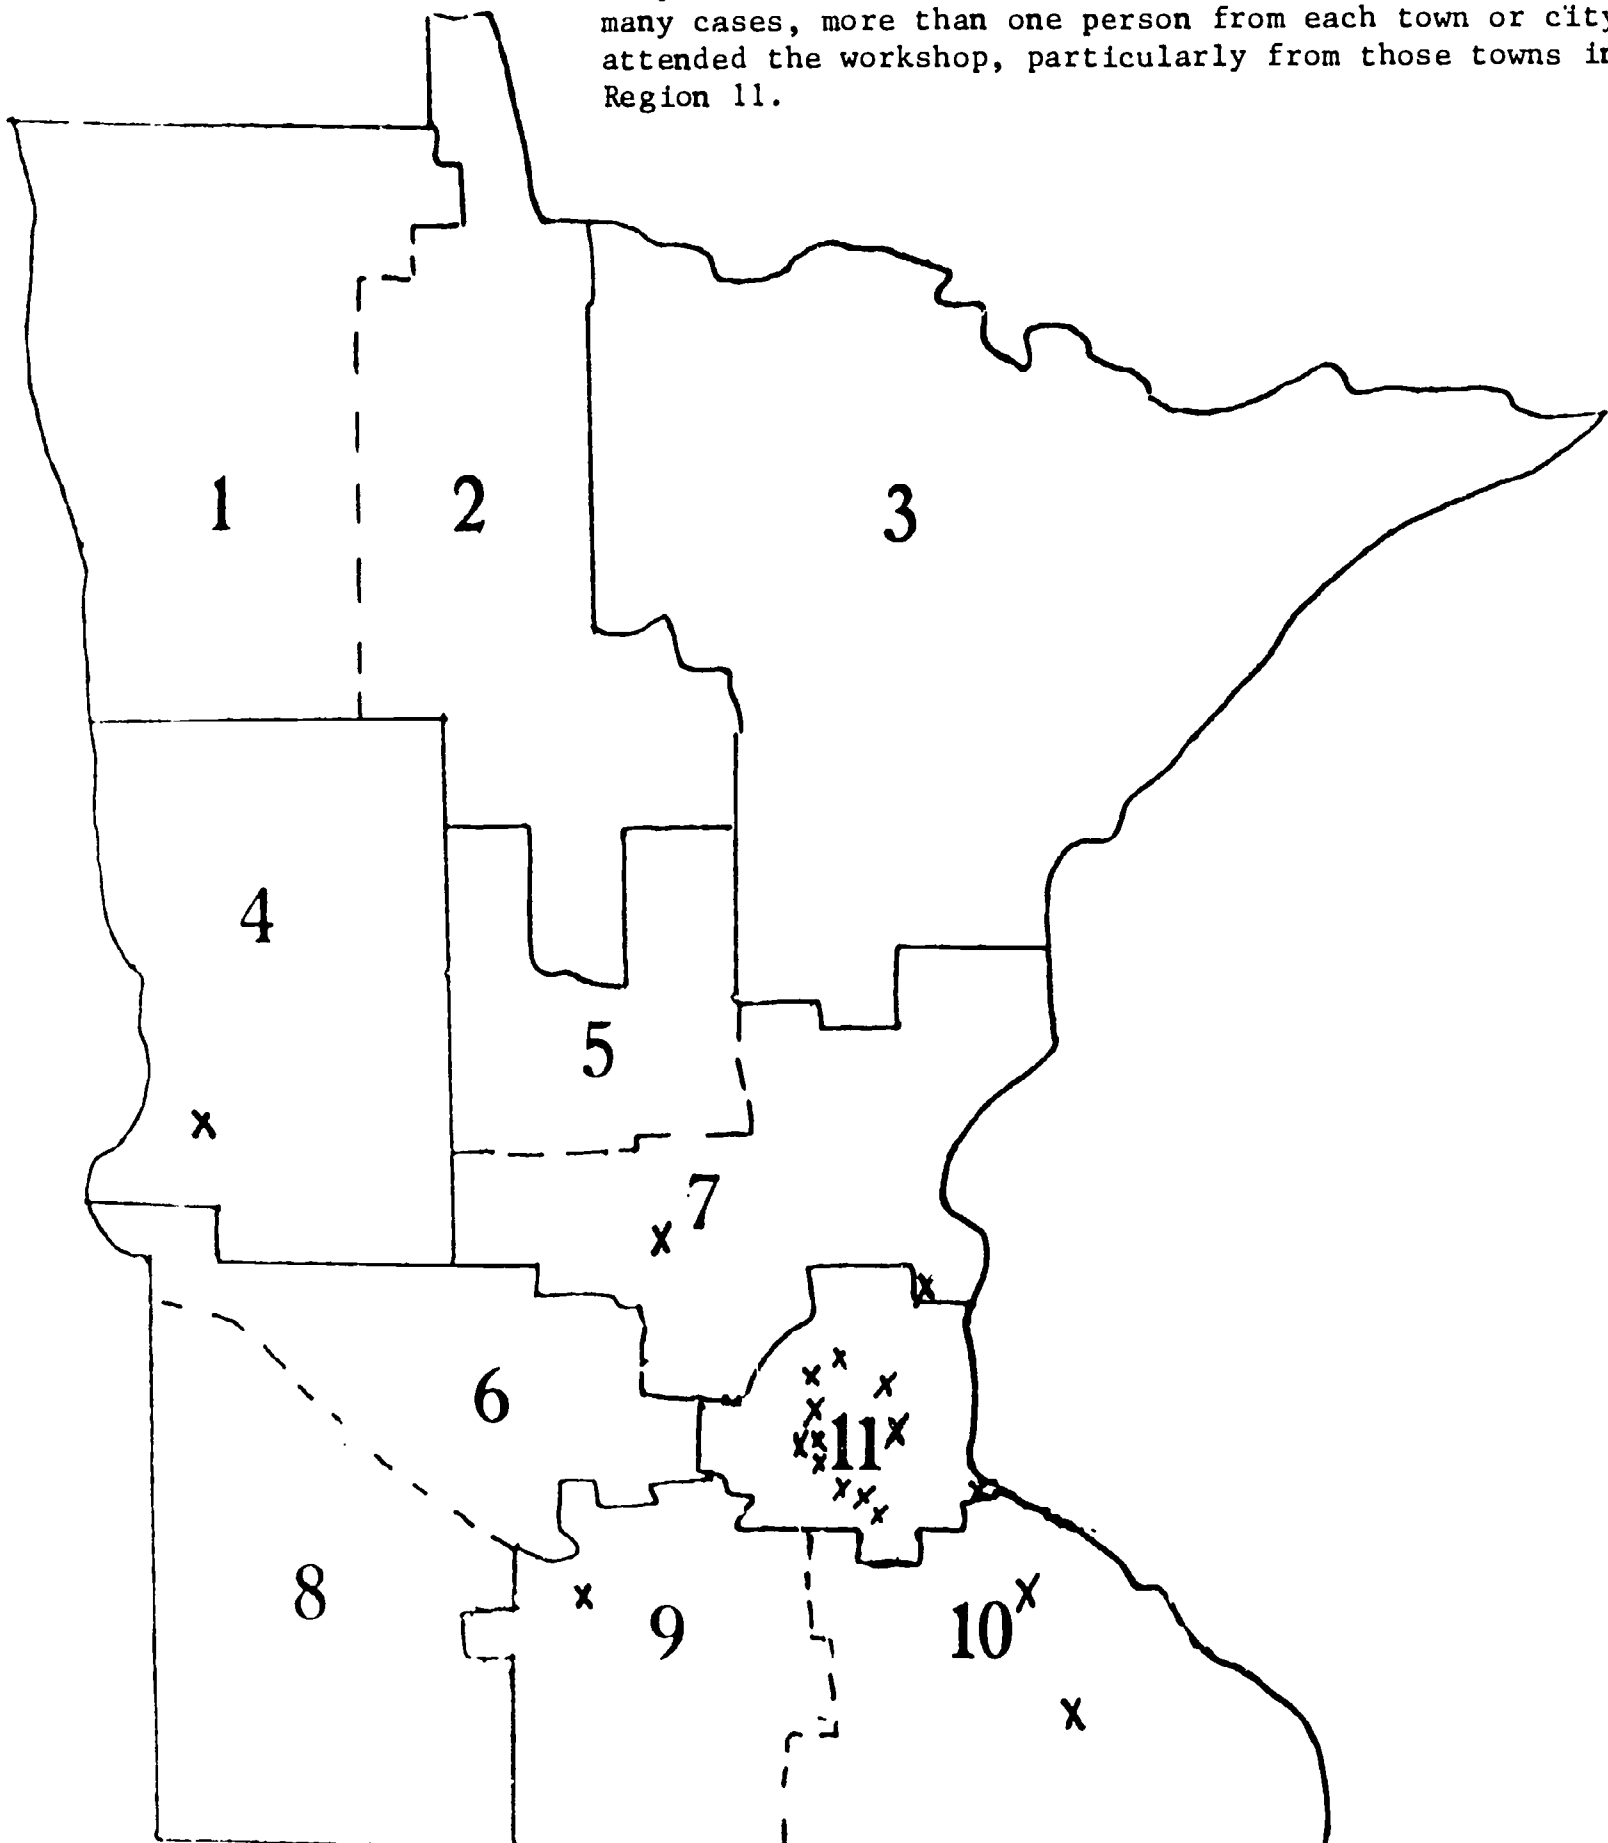 many cases, more than one person from each town or city
attended the workshop, particularly from those towns in
Region 11.
1
2
3
4
5
7
X
X
X
6
X
X
X
X
X
X
X
11
X
X
X
X
X
X
8
X
9
10
X
X